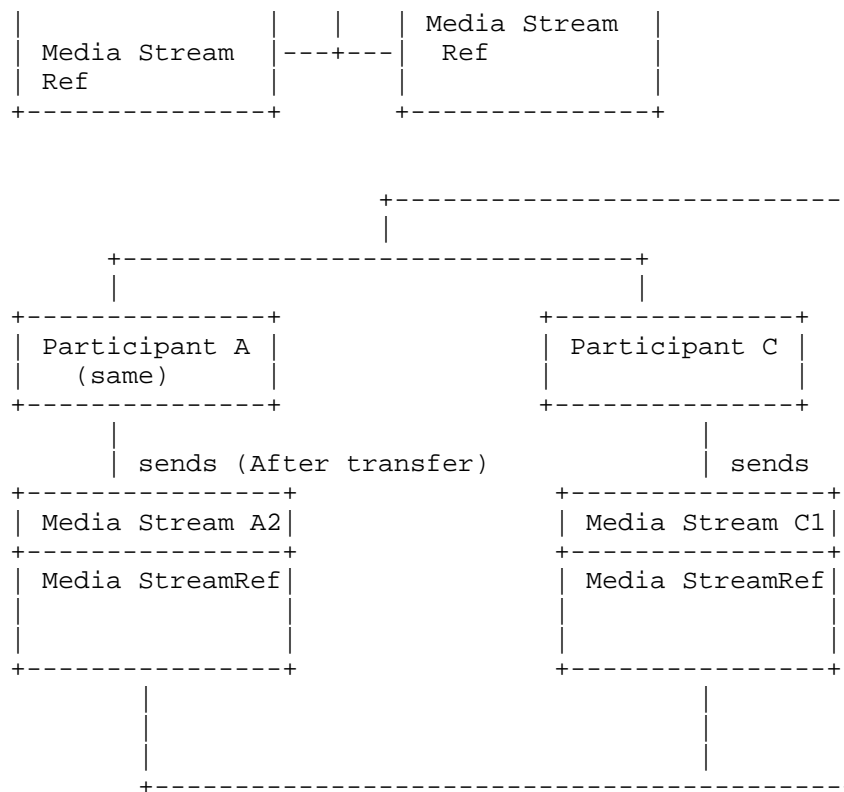 Media Stream
Media Stream Ref
Ref
Participant A Participant C
(same)
sends (After transfer) sends
Media Stream A2 Media Stream C1
Media StreamRef Media StreamRef